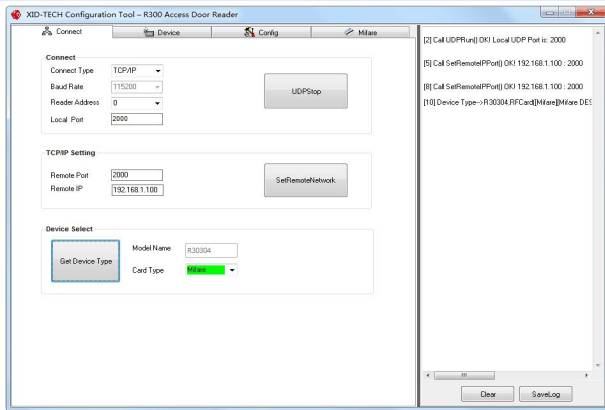 XID-TECH Configuration Tool – R300 Access Door Reader
Connect
Device
Config
Mifare
Connect
Connect Type
TCP/IP
Baud Rate
115200
Reader Address
0
Local Port
2000
UDPStop
TCP/IP Setting
Remote Port
2000
Remote IP
192.168.1.100
SetRemoteNetwork
Device Select
Get Device Type
Model Name
R30304
Card Type
Mifare
[2] Call UDPRun() OK! Local UDP Port is: 2000
[5] Call SetRemoteIPPort() OK! 192.168.1.100 : 2000
[8] Call SetRemoteIPPort() OK! 192.168.1.100 : 2000
[10] Device Type->R30304,RFCard[[Mifare][Mifare DES
Clear
SaveLog